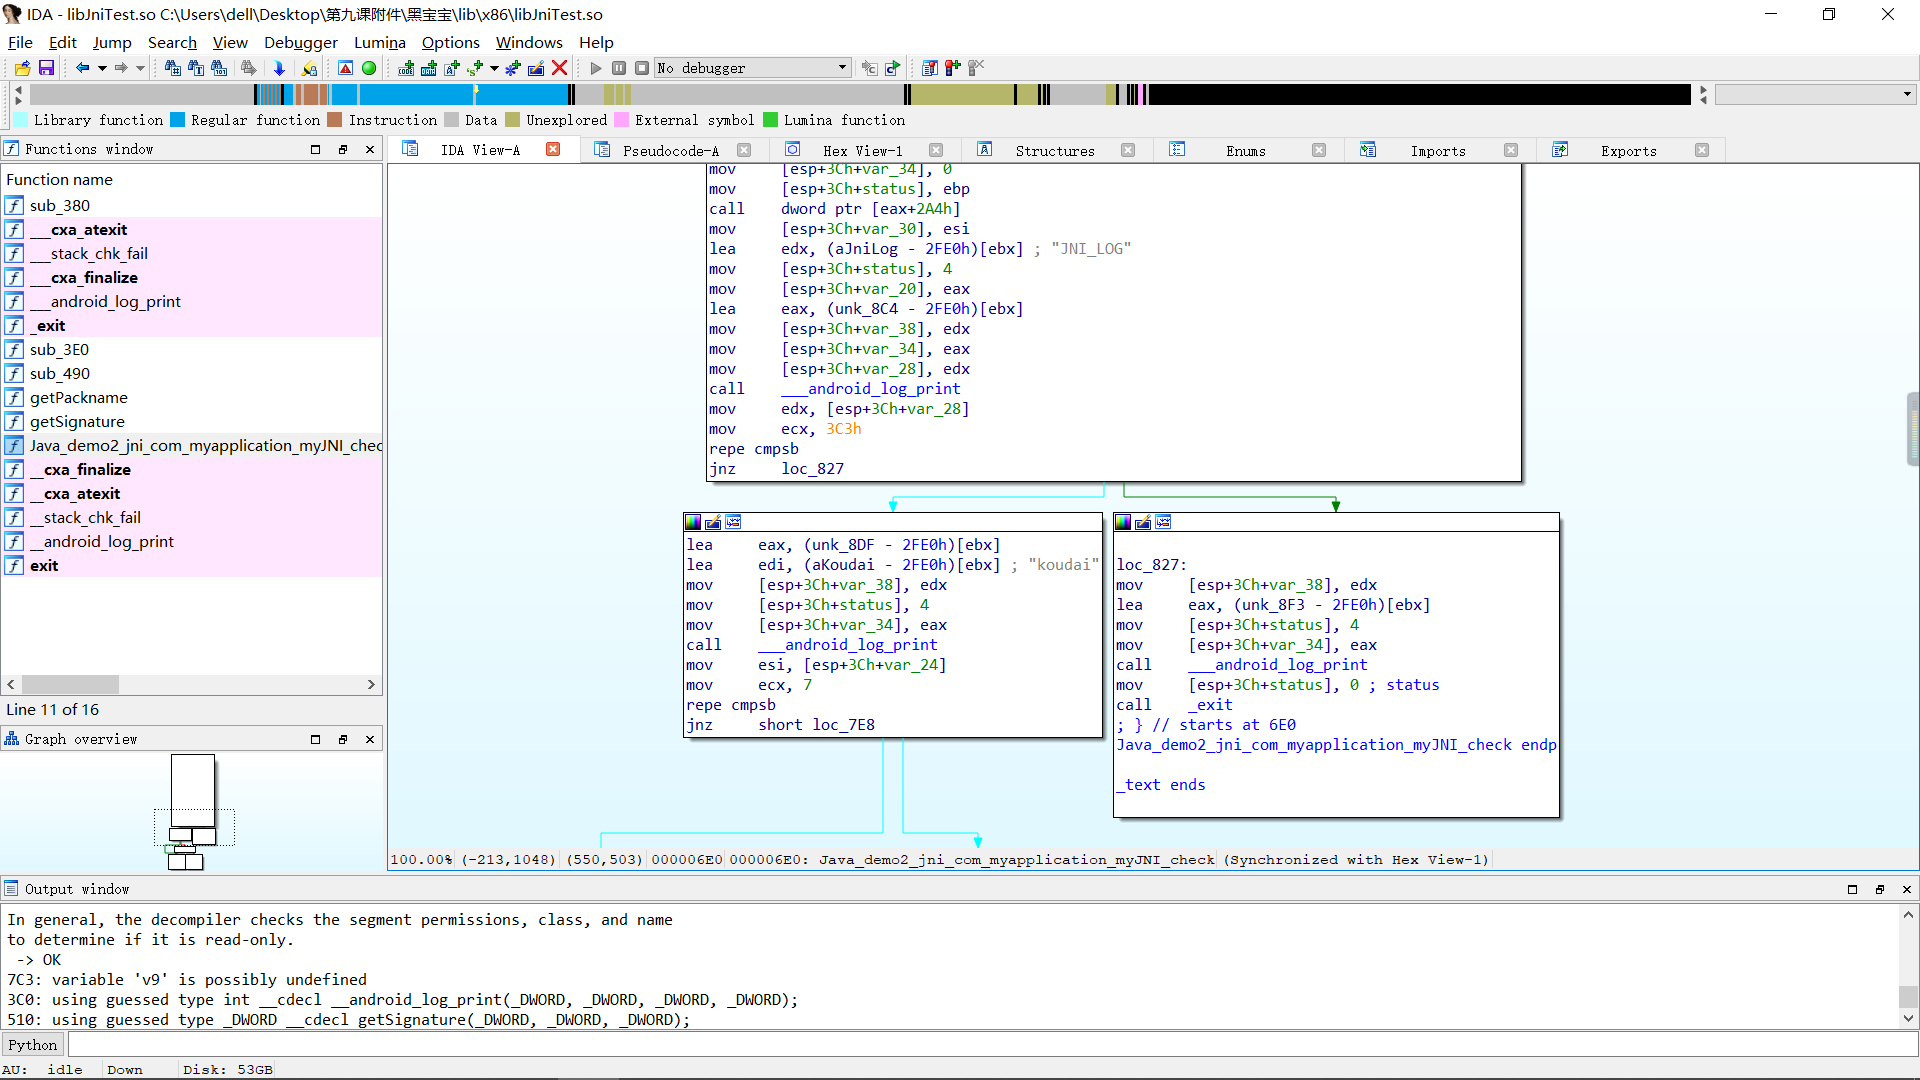 IDA - libJniTest.so C:\Users\dell\Desktop\第九课附件\黑宝宝\lib\x86\libJniTest.so
File Edit Jump Search View Debugger Lumina Options Windows Help
No debugger
Library function Regular function Instruction Data Unexplored External symbol Lumina function
Functions window
IDA View-A Pseudocode-A Hex View-1 Structures Enums Imports Exports
Function name
sub_380
___cxa_atexit
___stack_chk_fail
___cxa_finalize
___android_log_print
_exit
sub_3E0
sub_490
getPackname
getSignature
Java_demo2_jni_com_myapplication_myJNI_chec
__cxa_finalize
__cxa_atexit
__stack_chk_fail
__android_log_print
exit
Line 11 of 16
Graph overview
mov [esp+3Ch+var_34], 0
mov [esp+3Ch+status], ebp
call dword ptr [eax+2A4h]
mov [esp+3Ch+var_30], esi
lea edx, (aJniLog - 2FE0h)[ebx] ; "JNI_LOG"
mov [esp+3Ch+status], 4
mov [esp+3Ch+var_20], eax
lea eax, (unk_8C4 - 2FE0h)[ebx]
mov [esp+3Ch+var_38], edx
mov [esp+3Ch+var_34], eax
mov [esp+3Ch+var_28], edx
call ___android_log_print
mov edx, [esp+3Ch+var_28]
mov ecx, 3C3h
repe cmpsb
jnz loc_827
lea eax, (unk_8DF - 2FE0h)[ebx]
lea edi, (aKoudai - 2FE0h)[ebx] ; "koudai"
mov [esp+3Ch+var_38], edx
mov [esp+3Ch+status], 4
mov [esp+3Ch+var_34], eax
call ___android_log_print
mov esi, [esp+3Ch+var_24]
mov ecx, 7
repe cmpsb
jnz short loc_7E8
loc_827:
mov [esp+3Ch+var_38], edx
lea eax, (unk_8F3 - 2FE0h)[ebx]
mov [esp+3Ch+status], 4
mov [esp+3Ch+var_34], eax
call ___android_log_print
mov [esp+3Ch+status], 0 ; status
call _exit
; } // starts at 6E0
Java_demo2_jni_com_myapplication_myJNI_check endp
_text ends
100.00% (-213,1048) (550,503) 000006E0 000006E0: Java_demo2_jni_com_myapplication_myJNI_check (Synchronized with Hex View-1)
Output window
In general, the decompiler checks the segment permissions, class, and name
to determine if it is read-only.
-> OK
7C3: variable 'v9' is possibly undefined
3C0: using guessed type int __cdecl __android_log_print(_DWORD, _DWORD, _DWORD, _DWORD);
510: using guessed type _DWORD __cdecl getSignature(_DWORD, _DWORD, _DWORD);
Python
AU: idle Down Disk: 53GB